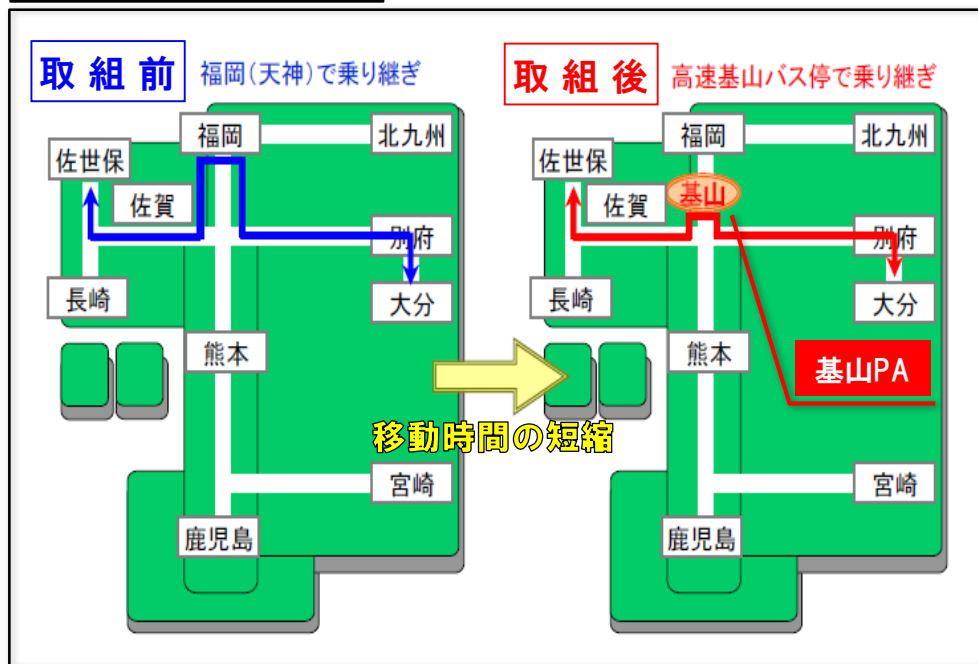 取組前
福岡(天神)で乗り継ぎ
福岡
北九州
佐世保
佐賀
別府
長崎
大分
熊本
宮崎
鹿児島
移動時間の短縮
取組後
高速基山バス停で乗り継ぎ
福岡
北九州
佐世保
佐賀
基山
別府
長崎
大分
熊本
基山PA
宮崎
鹿児島